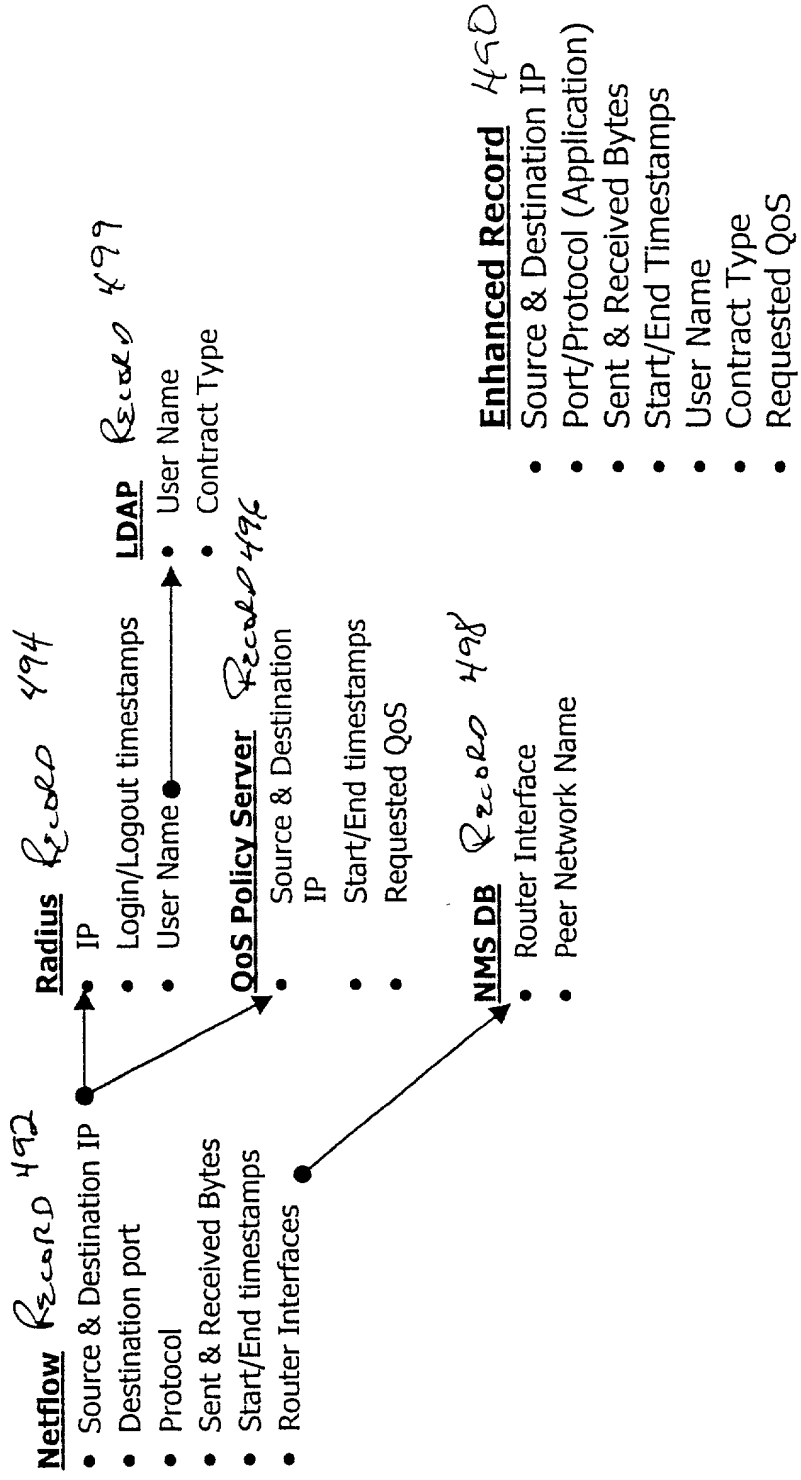 Netflow RECORD 492
• Source & Destination IP
• Destination port
• Protocol
• Sent & Received Bytes
• Start/End timestamps
• Router Interfaces
Radius RECORD 494
• IP
• Login/Logout timestamps
• User Name
LDAP RECORD 499
• User Name
• Contract Type
QoS Policy Server RECORD 496
• Source & Destination
IP
• Start/End timestamps
• Requested QoS
NMS DB RECORD 498
• Router Interface
• Peer Network Name
Enhanced Record 490
• Source & Destination IP
• Port/Protocol (Application)
• Sent & Received Bytes
• Start/End Timestamps
• User Name
• Contract Type
• Requested QoS